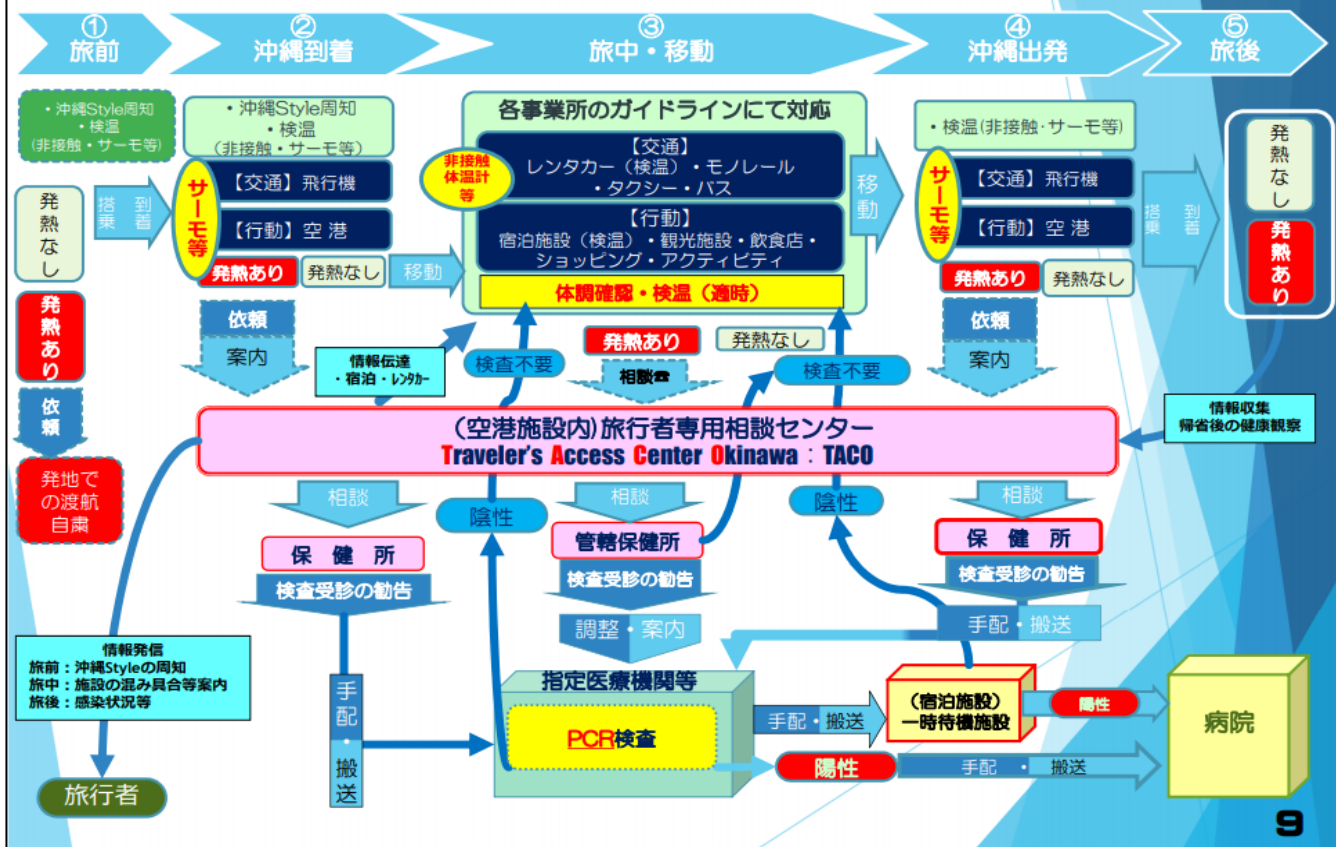 ①
旅前
②
沖縄到着
③
旅中・移動
④
沖縄出発
⑤
旅後
・沖縄Style周知
・検温
(非接触・サーモ等)
発熱なし
発熱あり
依頼
発地で
の渡航
自粛
搭乗
到着
・沖縄Style周知
・検温
(非接触・サーモ等)
サーモ等
【交通】飛行機
【行動】空港
発熱あり
発熱なし
移動
依頼
案内
各事業所のガイドラインにて対応
非接触
体温計
等
【交通】
レンタカー（検温）・モノレール
・タクシー・バス
【行動】
宿泊施設（検温）・観光施設・飲食店・
ショッピング・アクティビティ
体調確認・検温（適時）
発熱あり
発熱なし
相談☎
情報伝達
・宿泊・レンタカー
検査不要
検査不要
移動
・検温(非接触･サーモ等)
サーモ等
【交通】飛行機
【行動】空港
発熱あり
発熱なし
依頼
案内
搭乗
到着
発熱なし
発熱あり
情報収集
帰省後の健康観察
(空港施設内)旅行者専用相談センター
Traveler's Access Center Okinawa：TACO
相談
保健所
検査受診の勧告
手配・搬送
陰性
相談
管轄保健所
検査受診の勧告
調整・案内
陰性
相談
保健所
検査受診の勧告
手配・搬送
情報発信
旅前：沖縄Styleの周知
旅中：施設の混み具合等案内
旅後：感染状況等
旅行者
指定医療機関等
PCR検査
手配・搬送
（宿泊施設）
一時待機施設
陽性
陽性
手配・搬送
病院
9